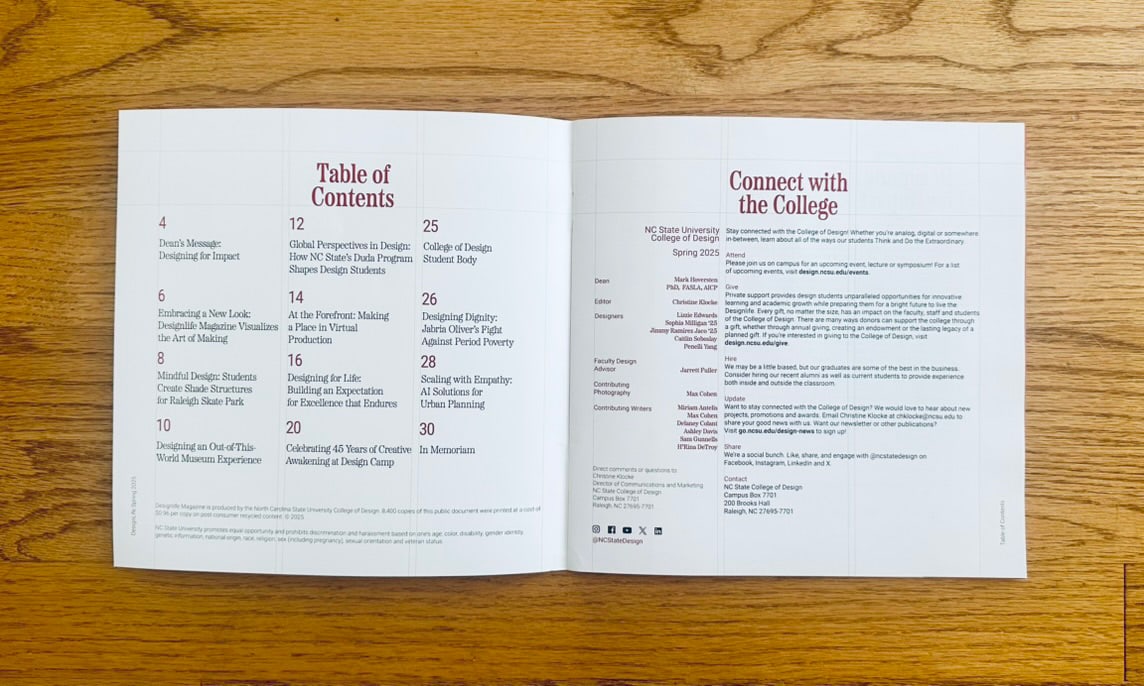 Table of
Contents
4
Dean's Message:
Designing for Impact
6
Embracing a New Look:
Designlife Magazine Visualizes
the Art of Making
8
Mindful Design: Students
Create Shade Structures
for Raleigh Skate Park
10
Designing an Out-of-This-
World Museum Experience
12
Global Perspectives in Design:
How NC State's Duda Program
Shapes Design Students
14
At the Forefront: Making
a Place in Virtual
Production
16
Designing for Life:
Building an Expectation
for Excellence that Endures
20
Celebrating 45 Years of Creative
Awakening at Design Camp
25
College of Design
Student Body
26
Designing Dignity:
Jabria Oliver's Fight
Against Period Poverty
28
Scaling with Empathy:
AI Solutions for
Urban Planning
30
In Memoriam
Designlife Magazine is produced by the North Carolina State University College of Design. 8,400 copies of this public document were printed at a cost of
$0.96 per copy on post consumer recycled content. © 2025
NC State University promotes equal opportunity and prohibits discrimination and harassment based on one's age, color, disability, gender identity,
genetic information, national origin, race, religion, sex (including pregnancy), sexual orientation and veteran status.
Spring 2025
Connect with
the College
NC State University
College of Design
Spring 2025
Dean
Mark Hoversten
PhD, FASLA, AICP
Editor
Christine Klocke
Designers
Lizzie Edwards
Sophia Milligan '25
Jimmy Ramirez Jaco '25
Caitlin Soboslay
Penelli Yang
Faculty Design
Advisor
Jarrett Fuller
Contributing
Photography
Max Cohen
Contributing Writers
Miriam Antelis
Max Cohen
Delaney Colant
Ashley Davis
Sam Gunnells
H'Rina DeTroy
Direct comments or questions to
Christine Klocke
Director of Communications and Marketing
NC State College of Design
Campus Box 7701
Raleigh, NC 27695-7701
@NCStateDesign
Stay connected with the College of Design! Whether you're analog, digital or somewhere
in-between, learn about all of the ways our students Think and Do the Extraordinary.
Attend
Please join us on campus for an upcoming event, lecture or symposium! For a list
of upcoming events, visit design.ncsu.edu/events.
Give
Private support provides design students unparalleled opportunities for innovative
learning and academic growth while preparing them for a bright future to live the
Designlife. Every gift, no matter the size, has an impact on the faculty, staff and students
of the College of Design. There are many ways donors can support the college through
a gift, whether through annual giving, creating an endowment or the lasting legacy of a
planned gift. If you're interested in giving to the College of Design, visit
design.ncsu.edu/give.
Hire
We may be a little biased, but our graduates are some of the best in the business.
Consider hiring our recent alumni as well as current students to provide experience
both inside and outside the classroom.
Update
Want to stay connected with the College of Design? We would love to hear about new
projects, promotions and awards. Email Christine Klocke at chklocke@ncsu.edu to
share your good news with us. Want our newsletter or other publications?
Visit go.ncsu.edu/design-news to sign up!
Share
We're a social bunch. Like, share, and engage with @ncstatedesign on
Facebook, Instagram, LinkedIn and X.
Contact
NC State College of Design
Campus Box 7701
200 Brooks Hall
Raleigh, NC 27695-7701
Table of Contents